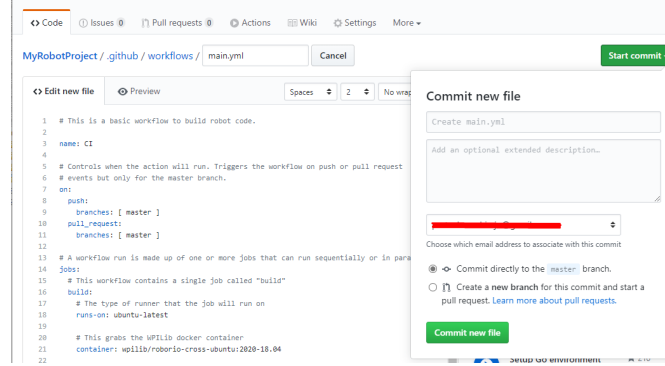 Code
Issues 0
Pull requests 0
Actions
Wiki
Settings
More
MyRobotProject / .github / workflows / main.yml
Cancel
Start commit
Edit new file
Preview
Spaces
2
No wrap
1 # This is a basic workflow to build robot code.
2
3 name: CI
4
5 # Controls when the action will run. Triggers the workflow on push or pull request
6 # events but only for the master branch.
7 on:
8 push:
9 branches: [ master ]
10 pull_request:
11 branches: [ master ]
12
13 # A workflow run is made up of one or more jobs that can run sequentially or in para
14 jobs:
15 # This workflow contains a single job called "build"
16 build:
17 # The type of runner that the job will run on
18 runs-on: ubuntu-latest
19
20 # This grabs the WPILib docker container
21 container: wpilib/roborio-cross-ubuntu:2020-18.04
22
Commit new file
Create main.yml
Add an optional extended description…
Choose which email address to associate with this commit
Commit directly to the master branch.
Create a new branch for this commit and start a
pull request. Learn more about pull requests.
Commit new file
Setup Go environment
210